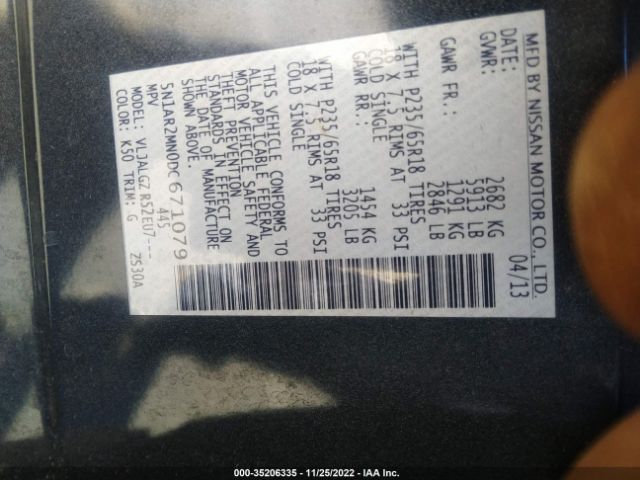 MFD BY NISSAN MOTOR CO., LTD.
DATE: 04/13
GVWR: 2682 KG
5913 LB
GAWR FR: 1291 KG
2846 LB
WITH P235/65R18 TIRES
18 X 7.5 RIMS AT 33 PSI
COLD SINGLE
GAWR RR: 1454 KG
3205 LB
WITH P235/65R18 TIRES
18 X 7.5 RIMS AT 33 PSI
COLD SINGLE
THIS VEHICLE CONFORMS TO
ALL APPLICABLE FEDERAL
MOTOR VEHICLE SAFETY AND
THEFT PREVENTION
STANDARDS IN EFFECT ON
THE DATE OF MANUFACTURE
SHOWN ABOVE.
5N1AR2MN0DC671079
MPV 445
MODEL: VLJALGZ R52EU7---.
COLOR: K50 TRIM: G Z530A
000-35206335 - 11/25/2022 - IAA Inc.